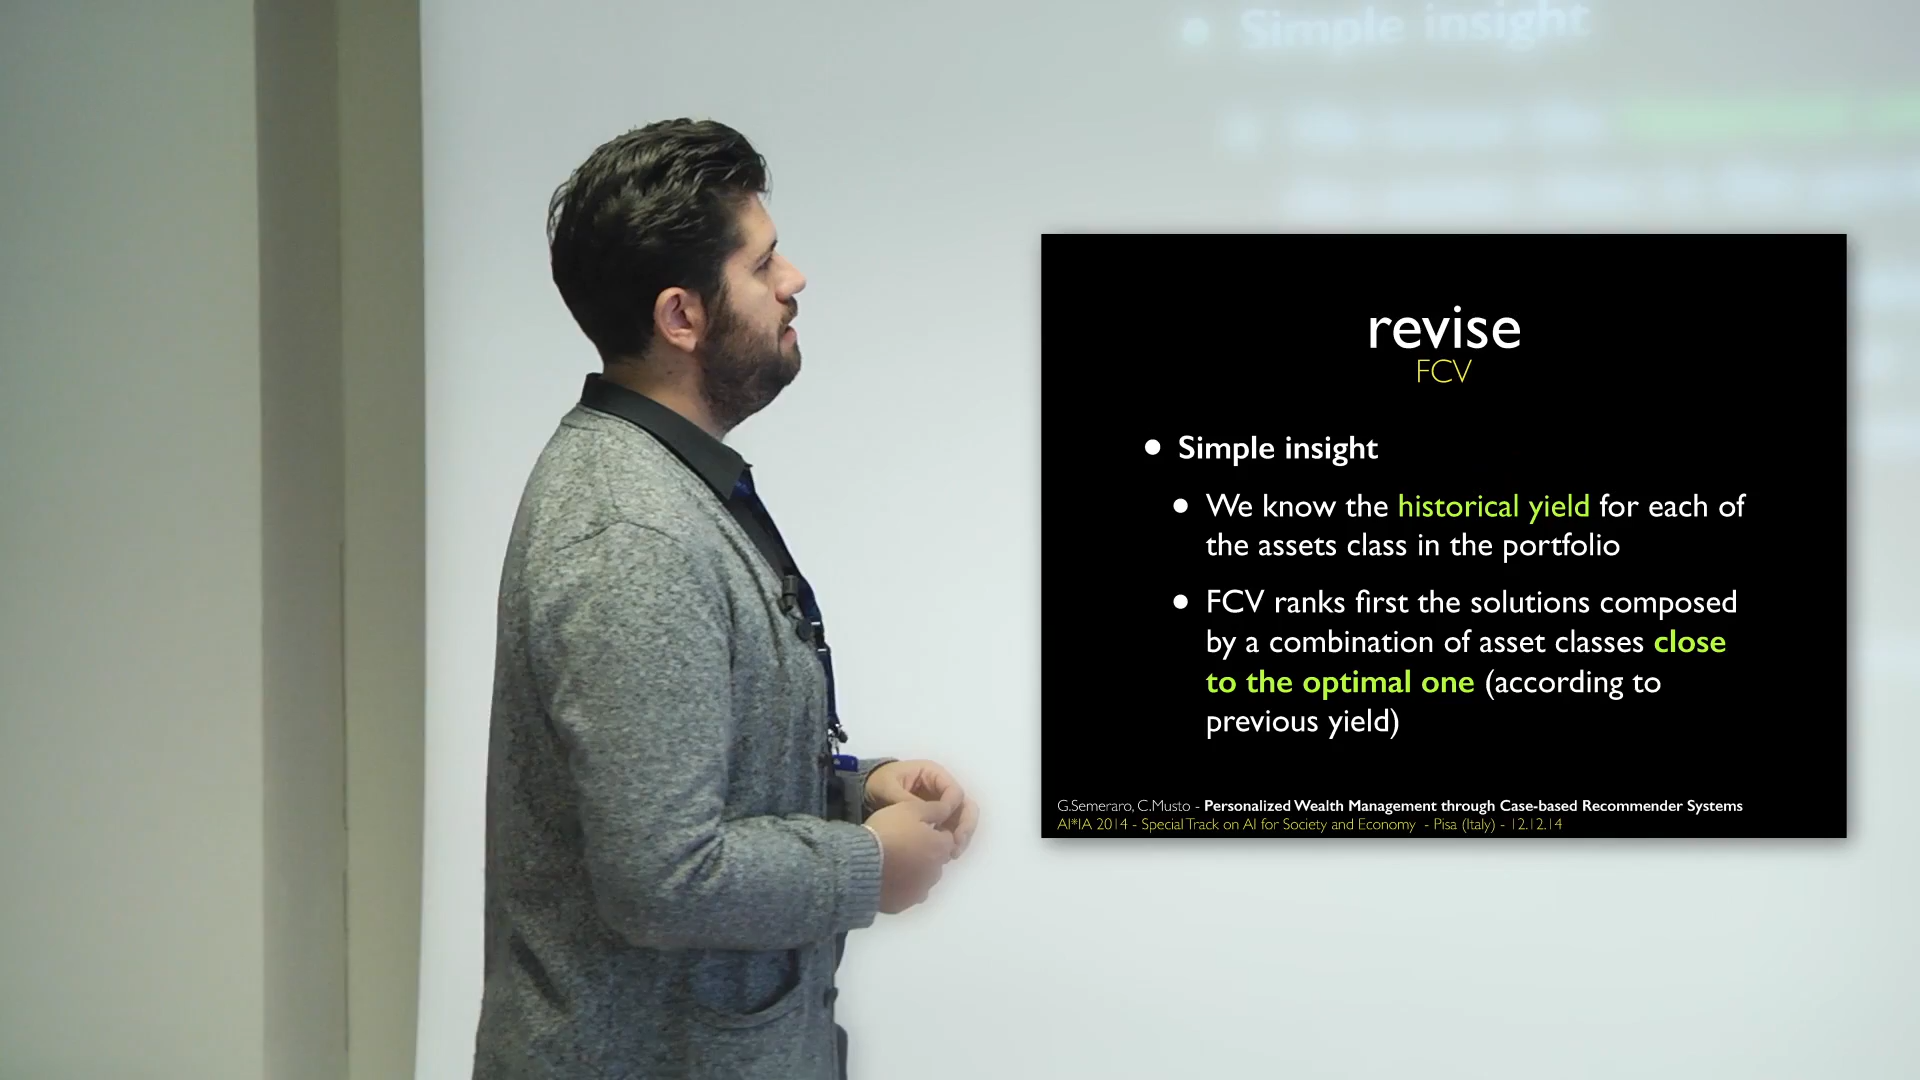 Simple insight
revise
FCV
Simple insight
We know the historical yield for each of
the assets class in the portfolio
FCV ranks first the solutions composed
by a combination of asset classes close
to the optimal one (according to
previous yield)
G.Semeraro, C.Musto - Personalized Wealth Management through Case-based Recommender Systems
AI*IA 2014 - Special Track on AI for Society and Economy - Pisa (Italy) - 12.12.14